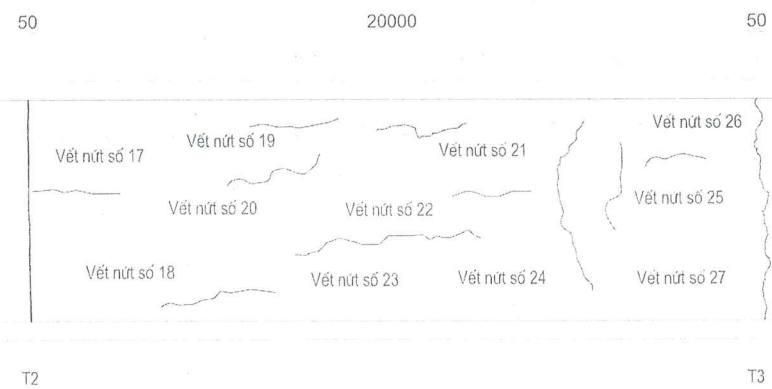 50 20000 50
Vết nứt số 26
Vết nứt số 19
Vết nứt số 17
Vết nứt số 21
Vết nứt số 25
Vết nứt số 20
Vết nứt số 22
Vết nứt số 18
Vết nứt số 23
Vết nứt số 24
Vết nứt số 27
T2 T3